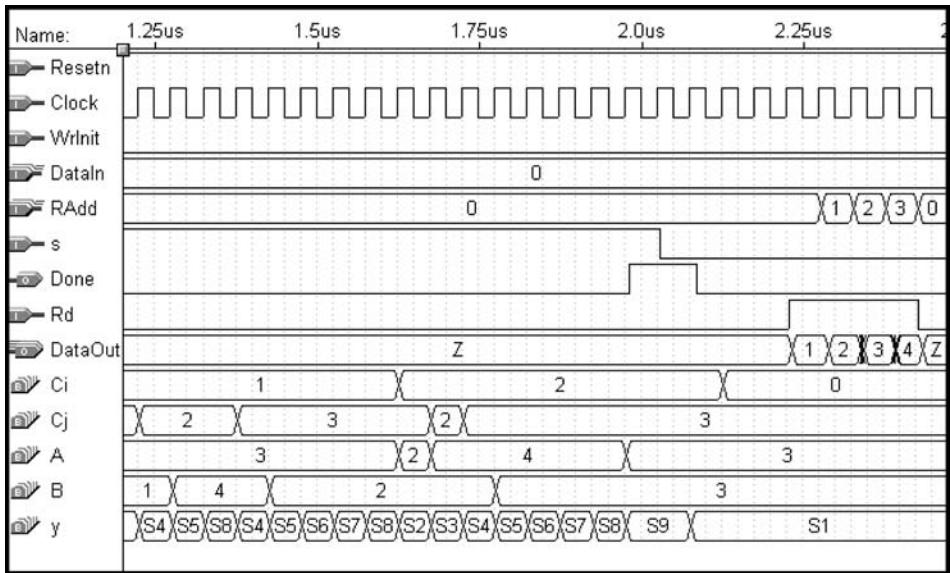 Name: 1.25us 1.5us 1.75us 2.0us 2.25us 2
Resetn
Clock
WrInit
DataIn 0
RAdd 0 1 2 3 0
s
Done
Rd
DataOut Z 1 2 3 4 Z
Ci 1 2 0
Cj 2 3 2 3
A 3 2 4 3
B 1 4 2 3
y S4 S5 S8 S4 S5 S6 S7 S8 S2 S3 S4 S5 S6 S7 S8 S9 S1